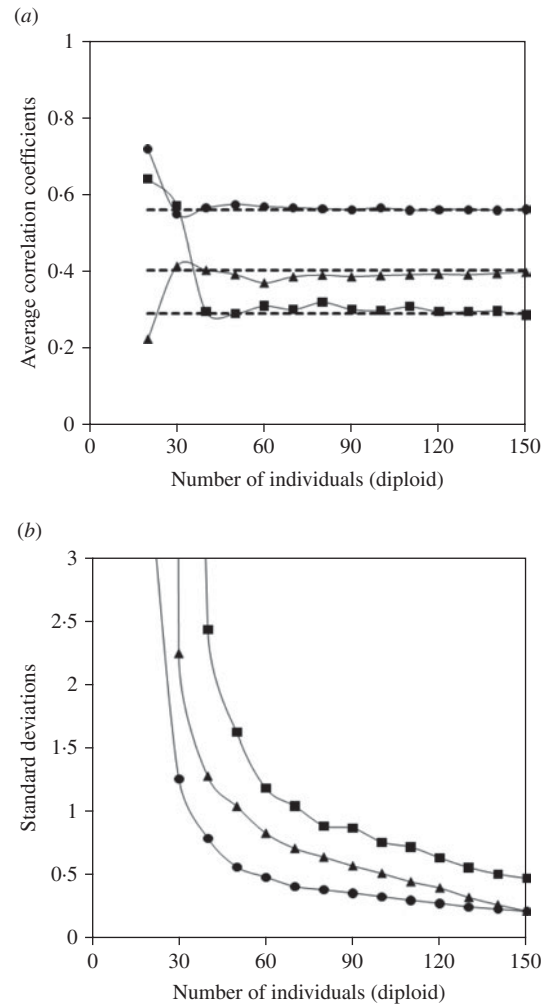 (a)
1
0·8
0·6
0·4
0·2
0
Average correlation coefficients
0 30 60 90 120 150
Number of individuals (diploid)
(b)
3
2·5
2
1·5
1
0·5
0
Standard deviations
0 30 60 90 120 150
Number of individuals (diploid)